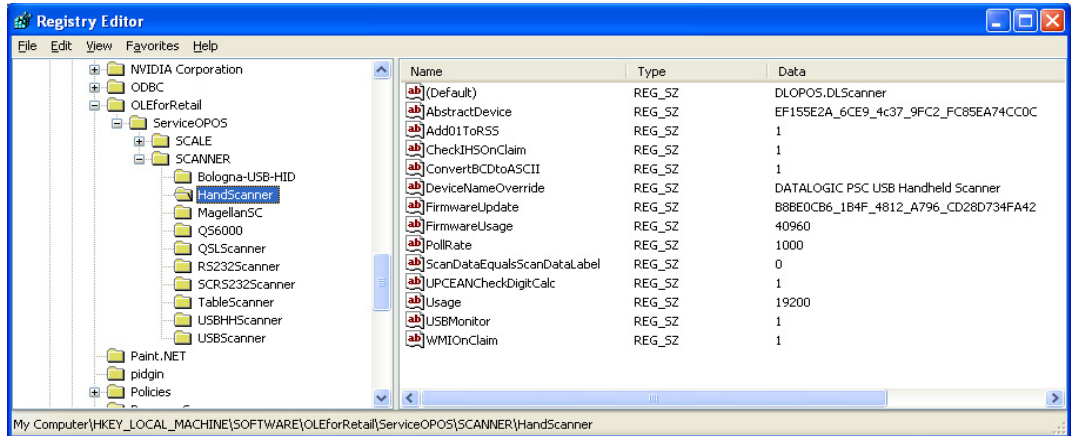 Registry Editor
File Edit View Favorites Help
NVIDIA Corporation
ODBC
OLEforRetail
ServiceOPOS
SCALE
SCANNER
Bologna-USB-HID
HandScanner
MagellanSC
QS6000
QSLScanner
RS232Scanner
SCRS232Scanner
TableScanner
USBHHScanner
USBScanner
Paint.NET
pidgin
Policies
Name Type Data
(Default) REG_SZ DLOPOS.DLScanner
AbstractDevice REG_SZ EF155E2A_6CE9_4c37_9FC2_FC85EA74CC0C
Add01ToRSS REG_SZ 1
CheckIHSOnClaim REG_SZ 1
ConvertBCDtoASCII REG_SZ 1
DeviceNameOverride REG_SZ DATALOGIC PSC USB Handheld Scanner
FirmwareUpdate REG_SZ B8BE0CB6_1B4F_4812_A796_CD28D734FA42
FirmwareUsage REG_SZ 40960
PollRate REG_SZ 1000
ScanDataEqualsScanDataLabel REG_SZ 0
UPCEANCheckDigitCalc REG_SZ 1
Usage REG_SZ 19200
USBMonitor REG_SZ 1
WMIOnClaim REG_SZ 1
My Computer\HKEY_LOCAL_MACHINE\SOFTWARE\OLEforRetail\ServiceOPOS\SCANNER\HandScanner